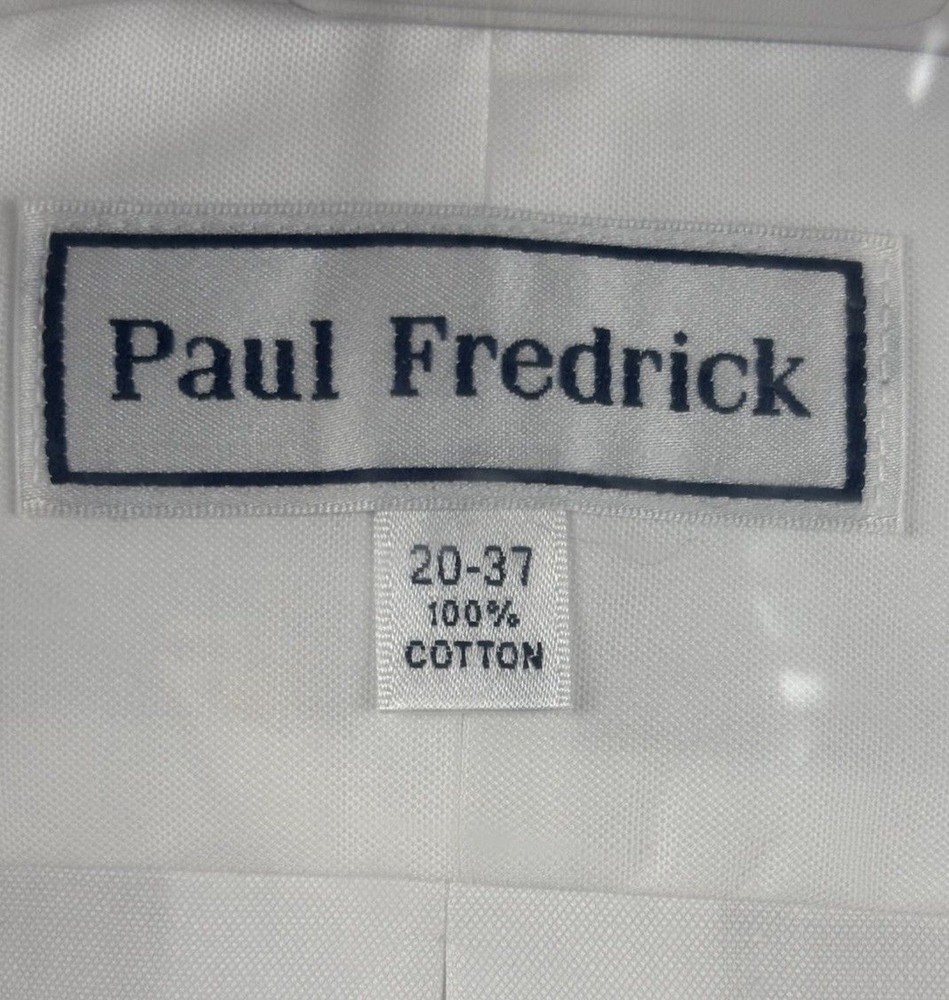 Paul Fredrick
20-37
100%
COTTON